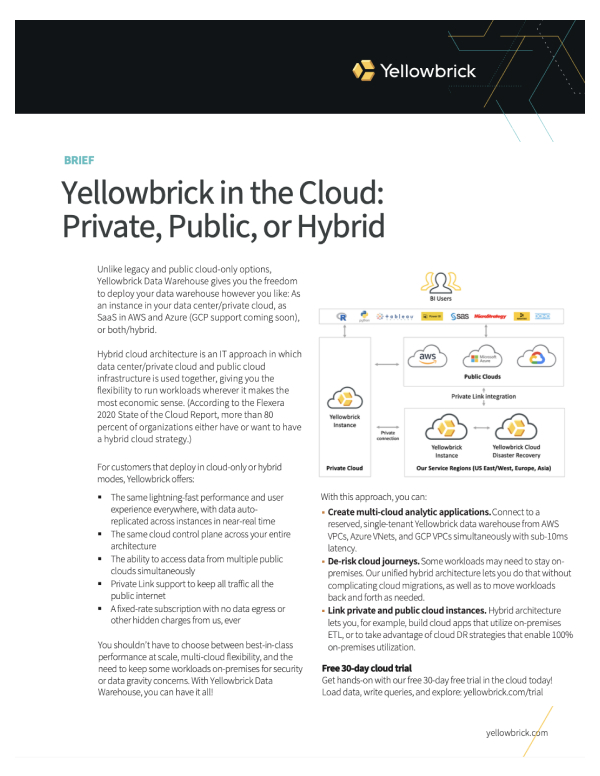 Yellowbrick
BRIEF
Yellowbrick in the Cloud:
Private, Public, or Hybrid
Unlike legacy and public cloud-only options,
Yellowbrick Data Warehouse gives you the freedom
to deploy your data warehouse however you like: As
an instance in your data center/private cloud, as
SaaS in AWS and Azure (GCP support coming soon),
or both/hybrid.
Hybrid cloud architecture is an IT approach in which
data center/private cloud and public cloud
infrastructure is used together, giving you the
flexibility to run workloads wherever it makes the
most economic sense. (According to the Flexera
2020 State of the Cloud Report, more than 80
percent of organizations either have or want to have
a hybrid cloud strategy.)
For customers that deploy in cloud-only or hybrid
modes, Yellowbrick offers:
▪ The same lightning-fast performance and user
experience everywhere, with data auto-
replicated across instances in near-real time
▪ The same cloud control plane across your entire
architecture
▪ The ability to access data from multiple public
clouds simultaneously
▪ Private Link support to keep all traffic all the
public internet
▪ A fixed-rate subscription with no data egress or
other hidden charges from us, ever
You shouldn't have to choose between best-in-class
performance at scale, multi-cloud flexibility, and the
need to keep some workloads on-premises for security
or data gravity concerns. With Yellowbrick Data
Warehouse, you can have it all!
BI Users
R python tableau Power BI sas MicroStrategy
aws
Microsoft
Azure
Public Clouds
Private Link integration
Yellowbrick
Instance
Private
connection
Yellowbrick
Instance
Yellowbrick Cloud
Disaster Recovery
Private Cloud
Our Service Regions (US East/West, Europe, Asia)
With this approach, you can:
• Create multi-cloud analytic applications. Connect to a
reserved, single-tenant Yellowbrick data warehouse from AWS
VPCs, Azure VNets, and GCP VPCs simultaneously with sub-10ms
latency.
• De-risk cloud journeys. Some workloads may need to stay on-
premises. Our unified hybrid architecture lets you do that without
complicating cloud migrations, as well as to move workloads
back and forth as needed.
• Link private and public cloud instances. Hybrid architecture
lets you, for example, build cloud apps that utilize on-premises
ETL, or to take advantage of cloud DR strategies that enable 100%
on-premises utilization.
Free 30-day cloud trial
Get hands-on with our free 30-day free trial in the cloud today!
Load data, write queries, and explore: yellowbrick.com/trial
yellowbrick.com